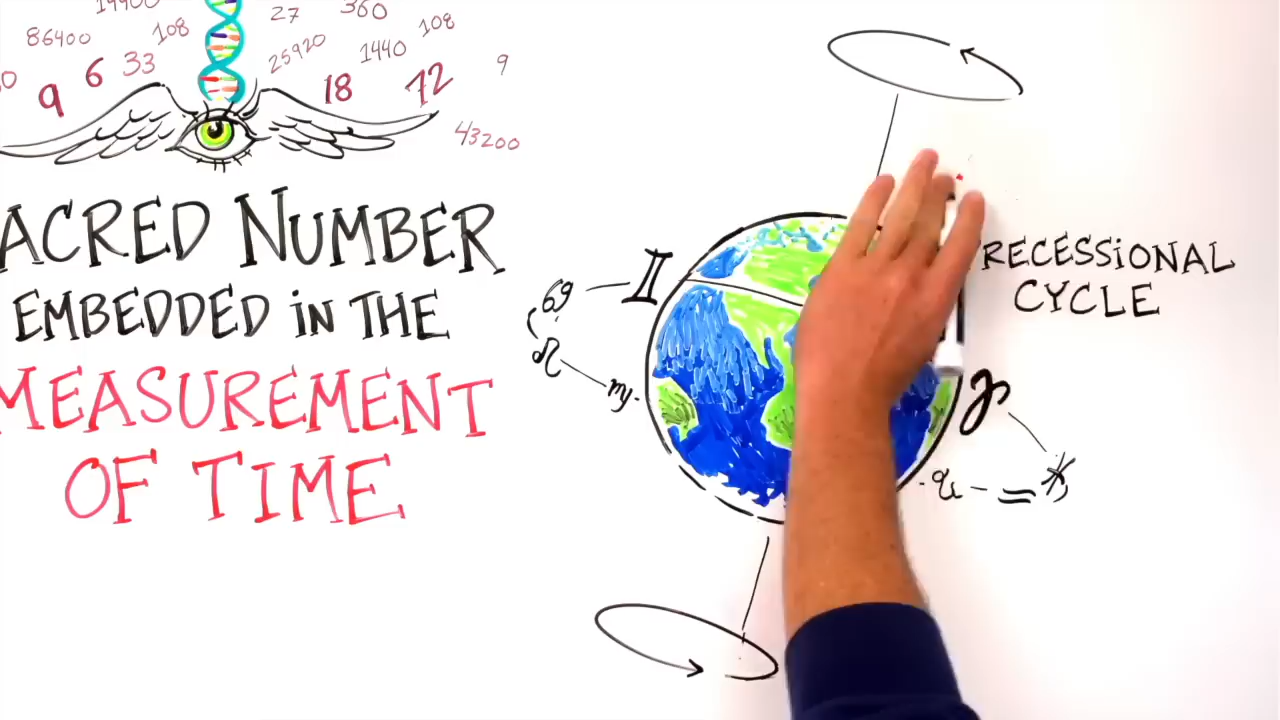 19400
27
360
86400
108
108
25920
1440
9
6
33
9
18
72
43200
ACRED NUMBER
EMBEDDED iN THE
MEASUREMENT
OF TIME
RECESSiONAL
CYCLE